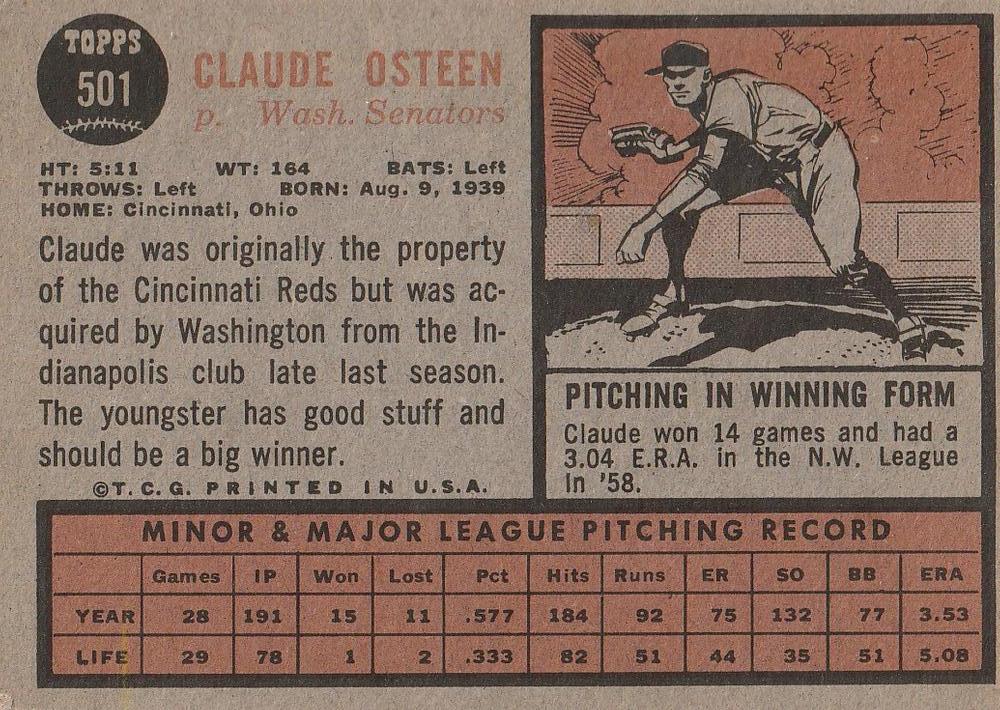 TOPPS
501
CLAUDE OSTEEN
p. Wash. Senators
HT: 5:11 WT: 164 BATS: Left
THROWS: Left BORN: Aug. 9, 1939
HOME: Cincinnati, Ohio
Claude was originally the property
of the Cincinnati Reds but was ac-
quired by Washington from the In-
dianapolis club late last season.
The youngster has good stuff and
should be a big winner.
©T.C.G. PRINTED IN U.S.A.
PITCHING IN WINNING FORM
Claude won 14 games and had a
3.04 E.R.A. in the N.W. League
in '58.
MINOR & MAJOR LEAGUE PITCHING RECORD
Games IP Won Lost Pct Hits Runs ER SO BB ERA
YEAR 28 191 15 11 .577 184 92 75 132 77 3.53
LIFE 29 78 1 2 .333 82 51 44 35 51 5.08